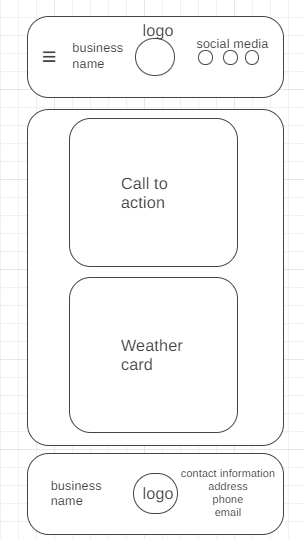 logo
business
name
social media
Call to
action
Weather
card
business
name
logo
contact information
address
phone
email